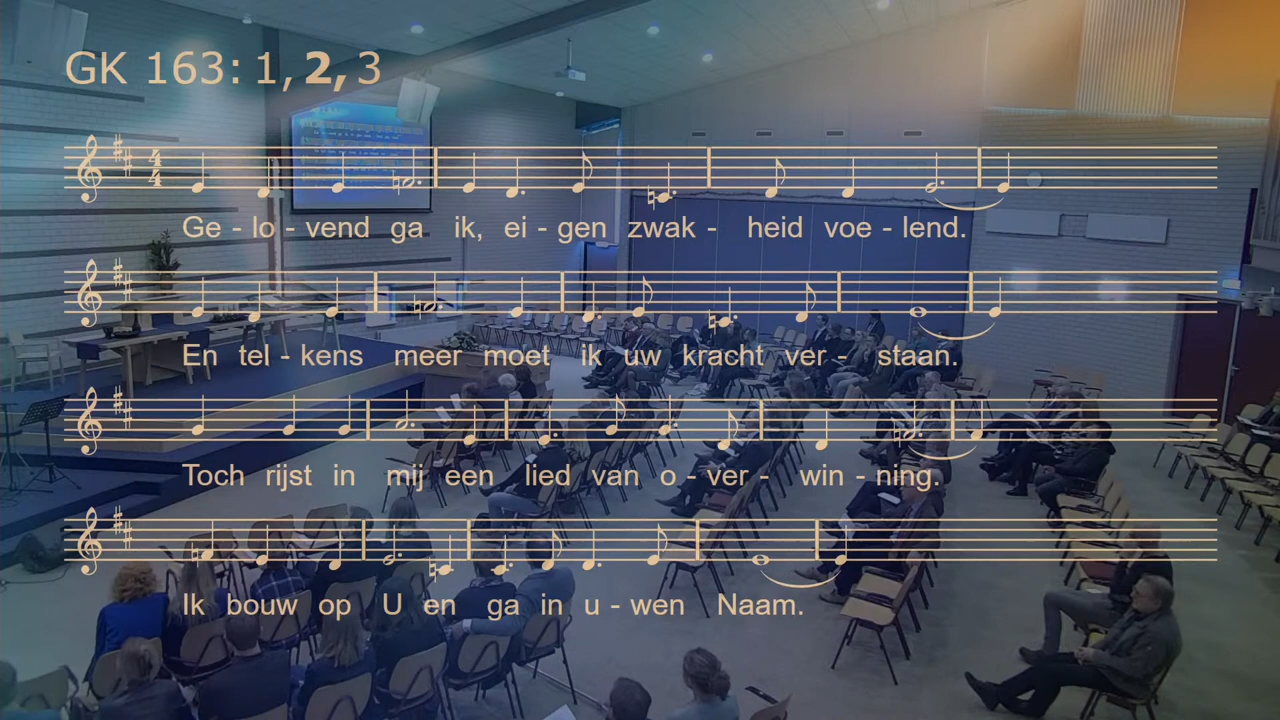 GK 163: 1, 2, 3
Ge - lo - vend ga ik, ei - gen zwak - heid voe - lend.
En tel - kens meer moet ik uw kracht ver - staan.
Toch rijst in mij een lied van o - ver - win - ning.
Ik bouw op U en ga in u - wen Naam.